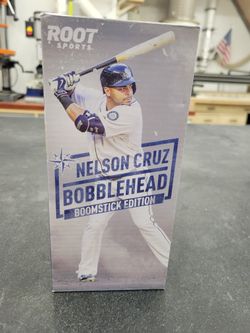 ROOT
SPORTS
NELSON CRUZ
BOBBLEHEAD
BOOMSTICK EDITION